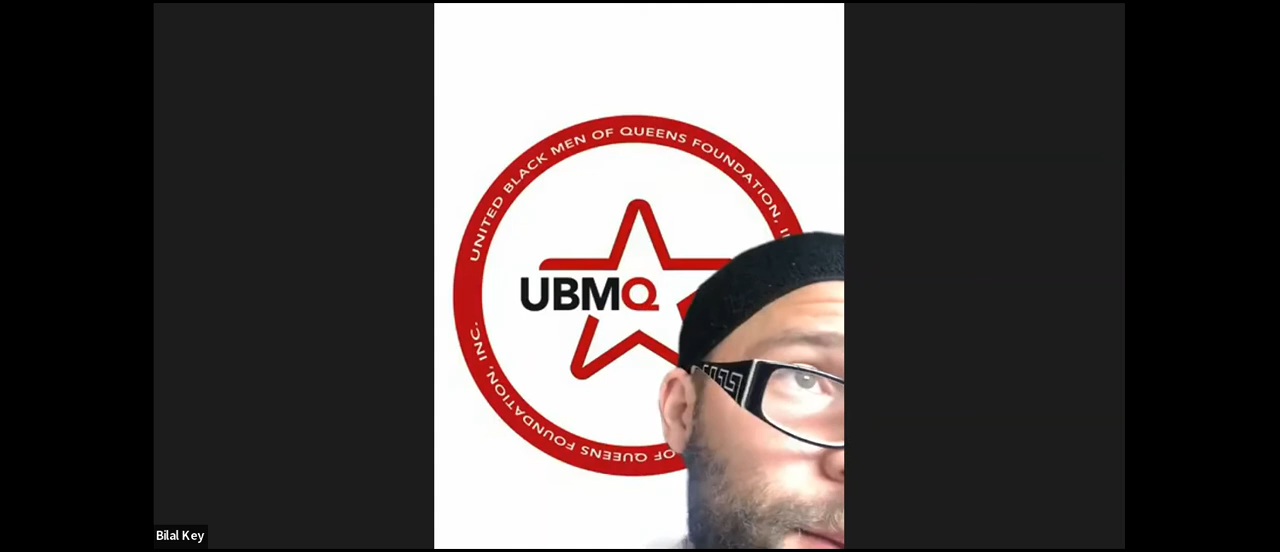 UNITED BLACK MEN OF QUEENS FOUNDATION, I
UBMQ
OF QUEENS FOUNDATION, INC.
Bilal Key